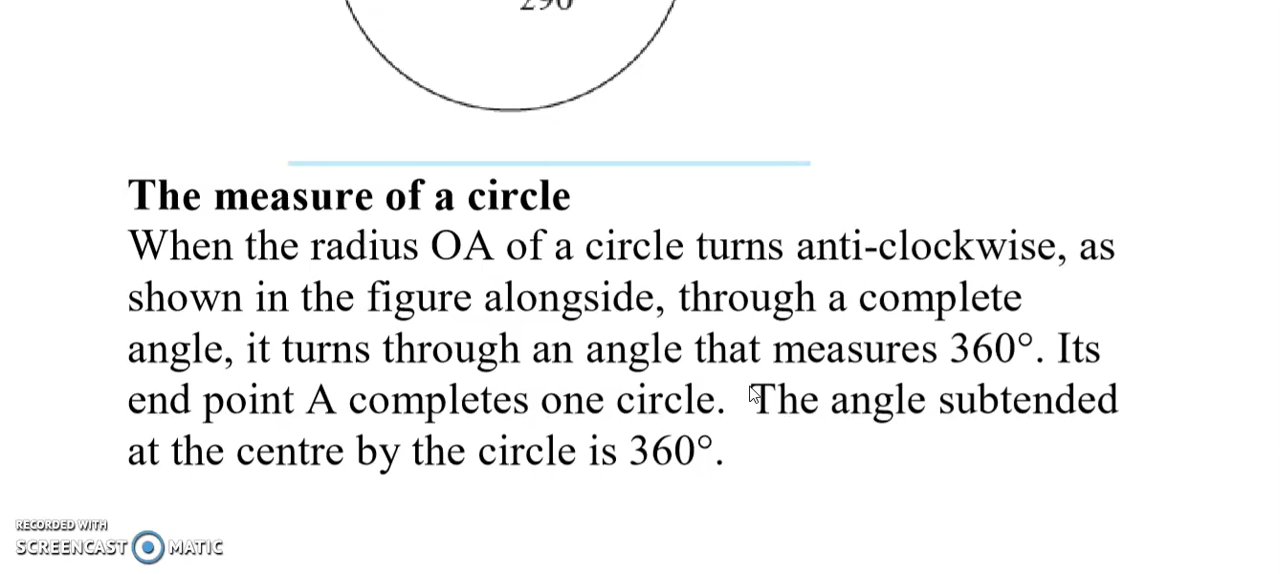 The measure of a circle
When the radius OA of a circle turns anti-clockwise, as
shown in the figure alongside, through a complete
angle, it turns through an angle that measures 360°. Its
end point A completes one circle.  The angle subtended
at the centre by the circle is 360°.
RECORDED WITH
SCREENCAST MATIC